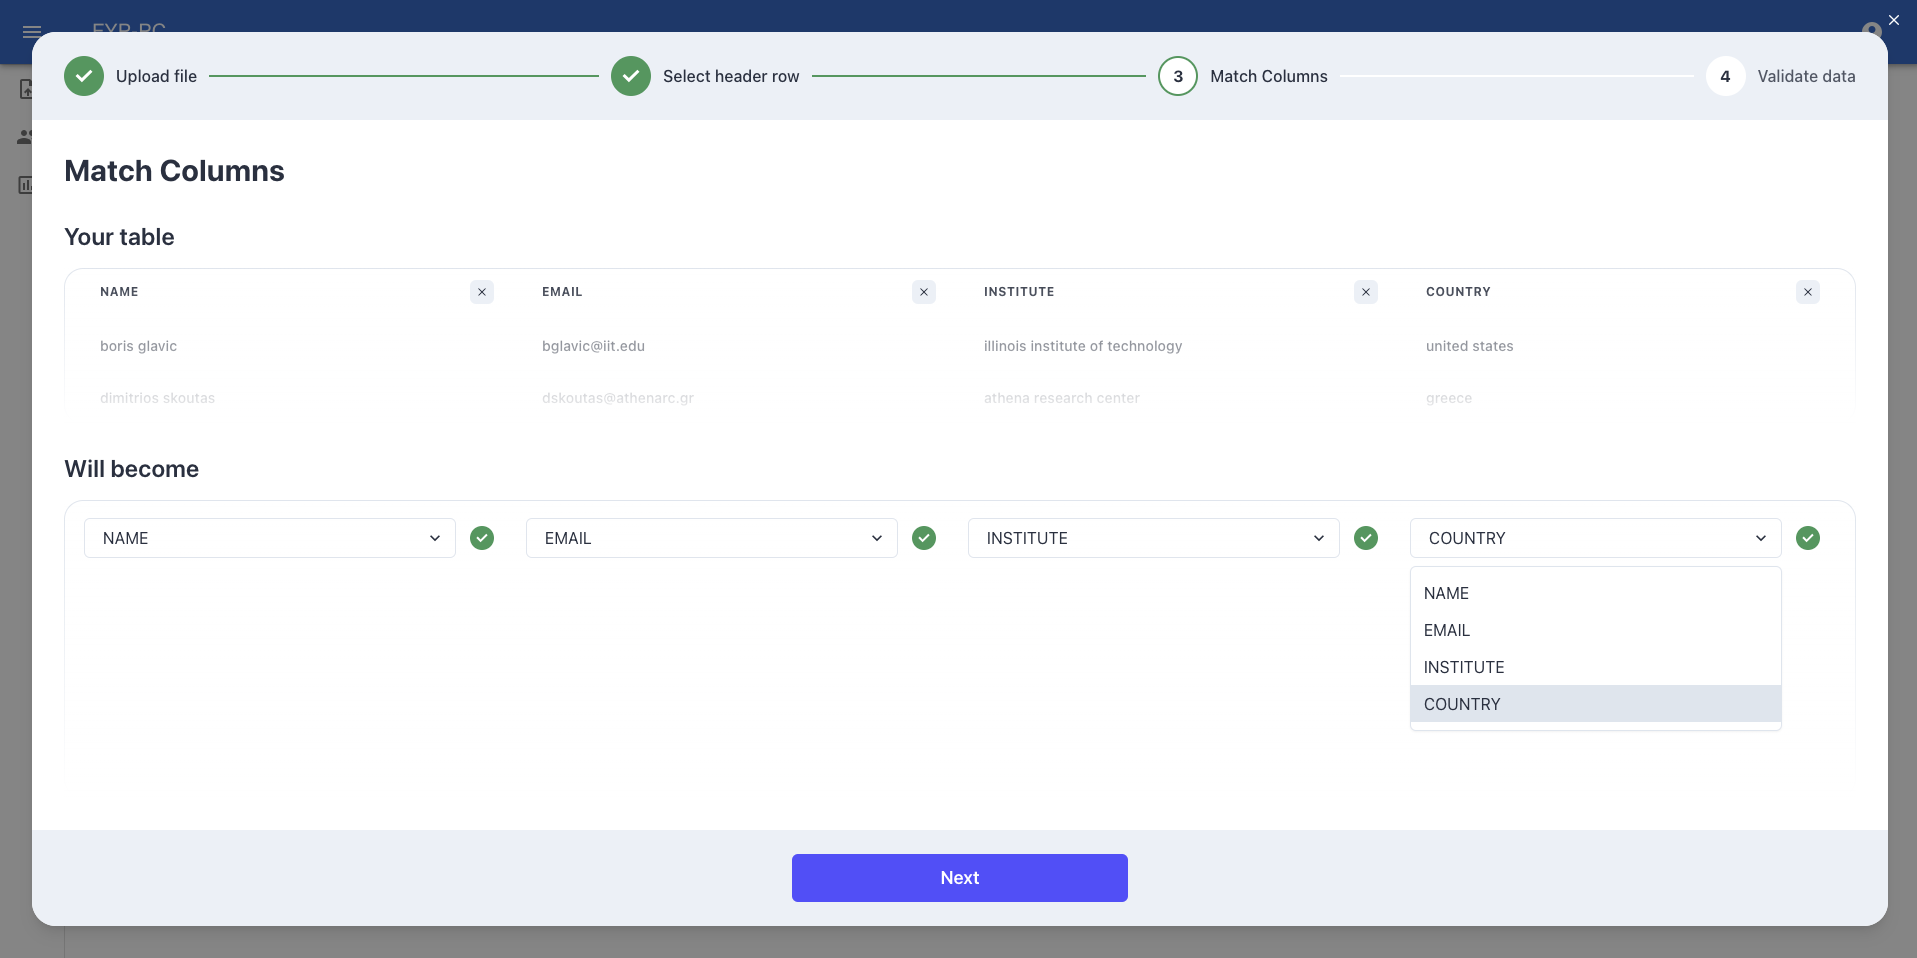 EXP-RC
Upload file
Select header row
3 Match Columns
4 Validate data
Match Columns
Your table
NAME EMAIL INSTITUTE COUNTRY
boris glavic bglavic@iit.edu illinois institute of technology united states
dimitrios skoutas dskoutas@athenarc.gr athena research center greece
Will become
NAME EMAIL INSTITUTE COUNTRY
NAME
EMAIL
INSTITUTE
COUNTRY
Next